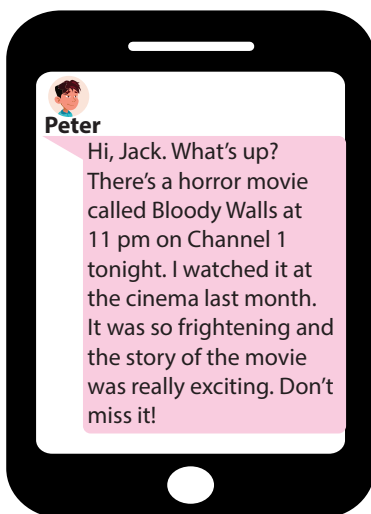 Peter
Hi, Jack. What's up?
There's a horror movie
called Bloody Walls at
11 pm on Channel 1
tonight. I watched it at
the cinema last month.
It was so frightening and
the story of the movie
was really exciting. Don't
miss it!